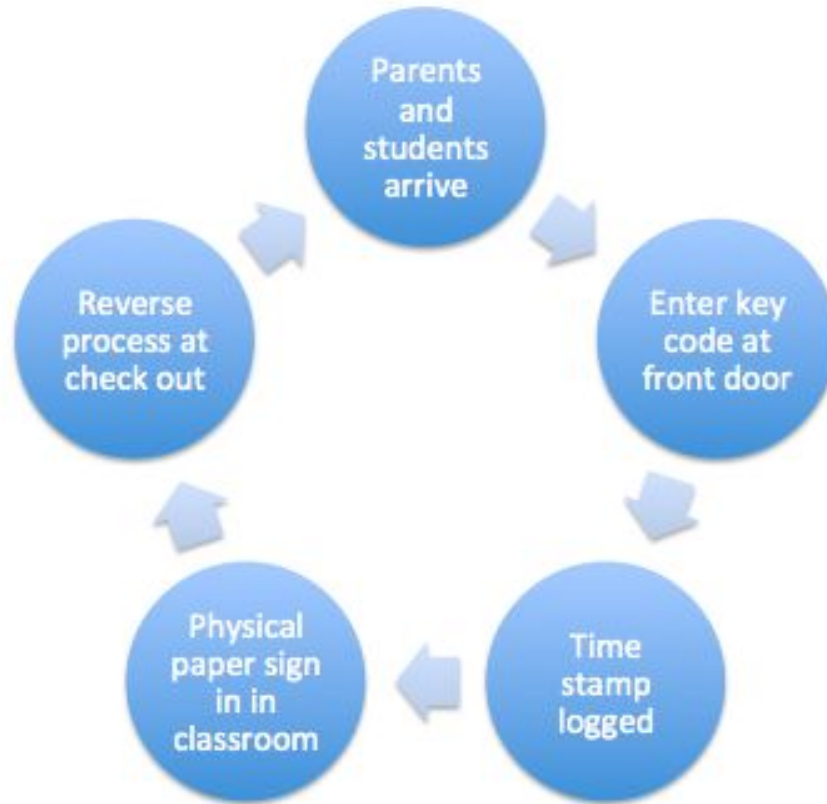 Parents
and
students
arrive
Enter key
code at
front door
Time
stamp
logged
Physical
paper sign
in in
classroom
Reverse
process at
check out